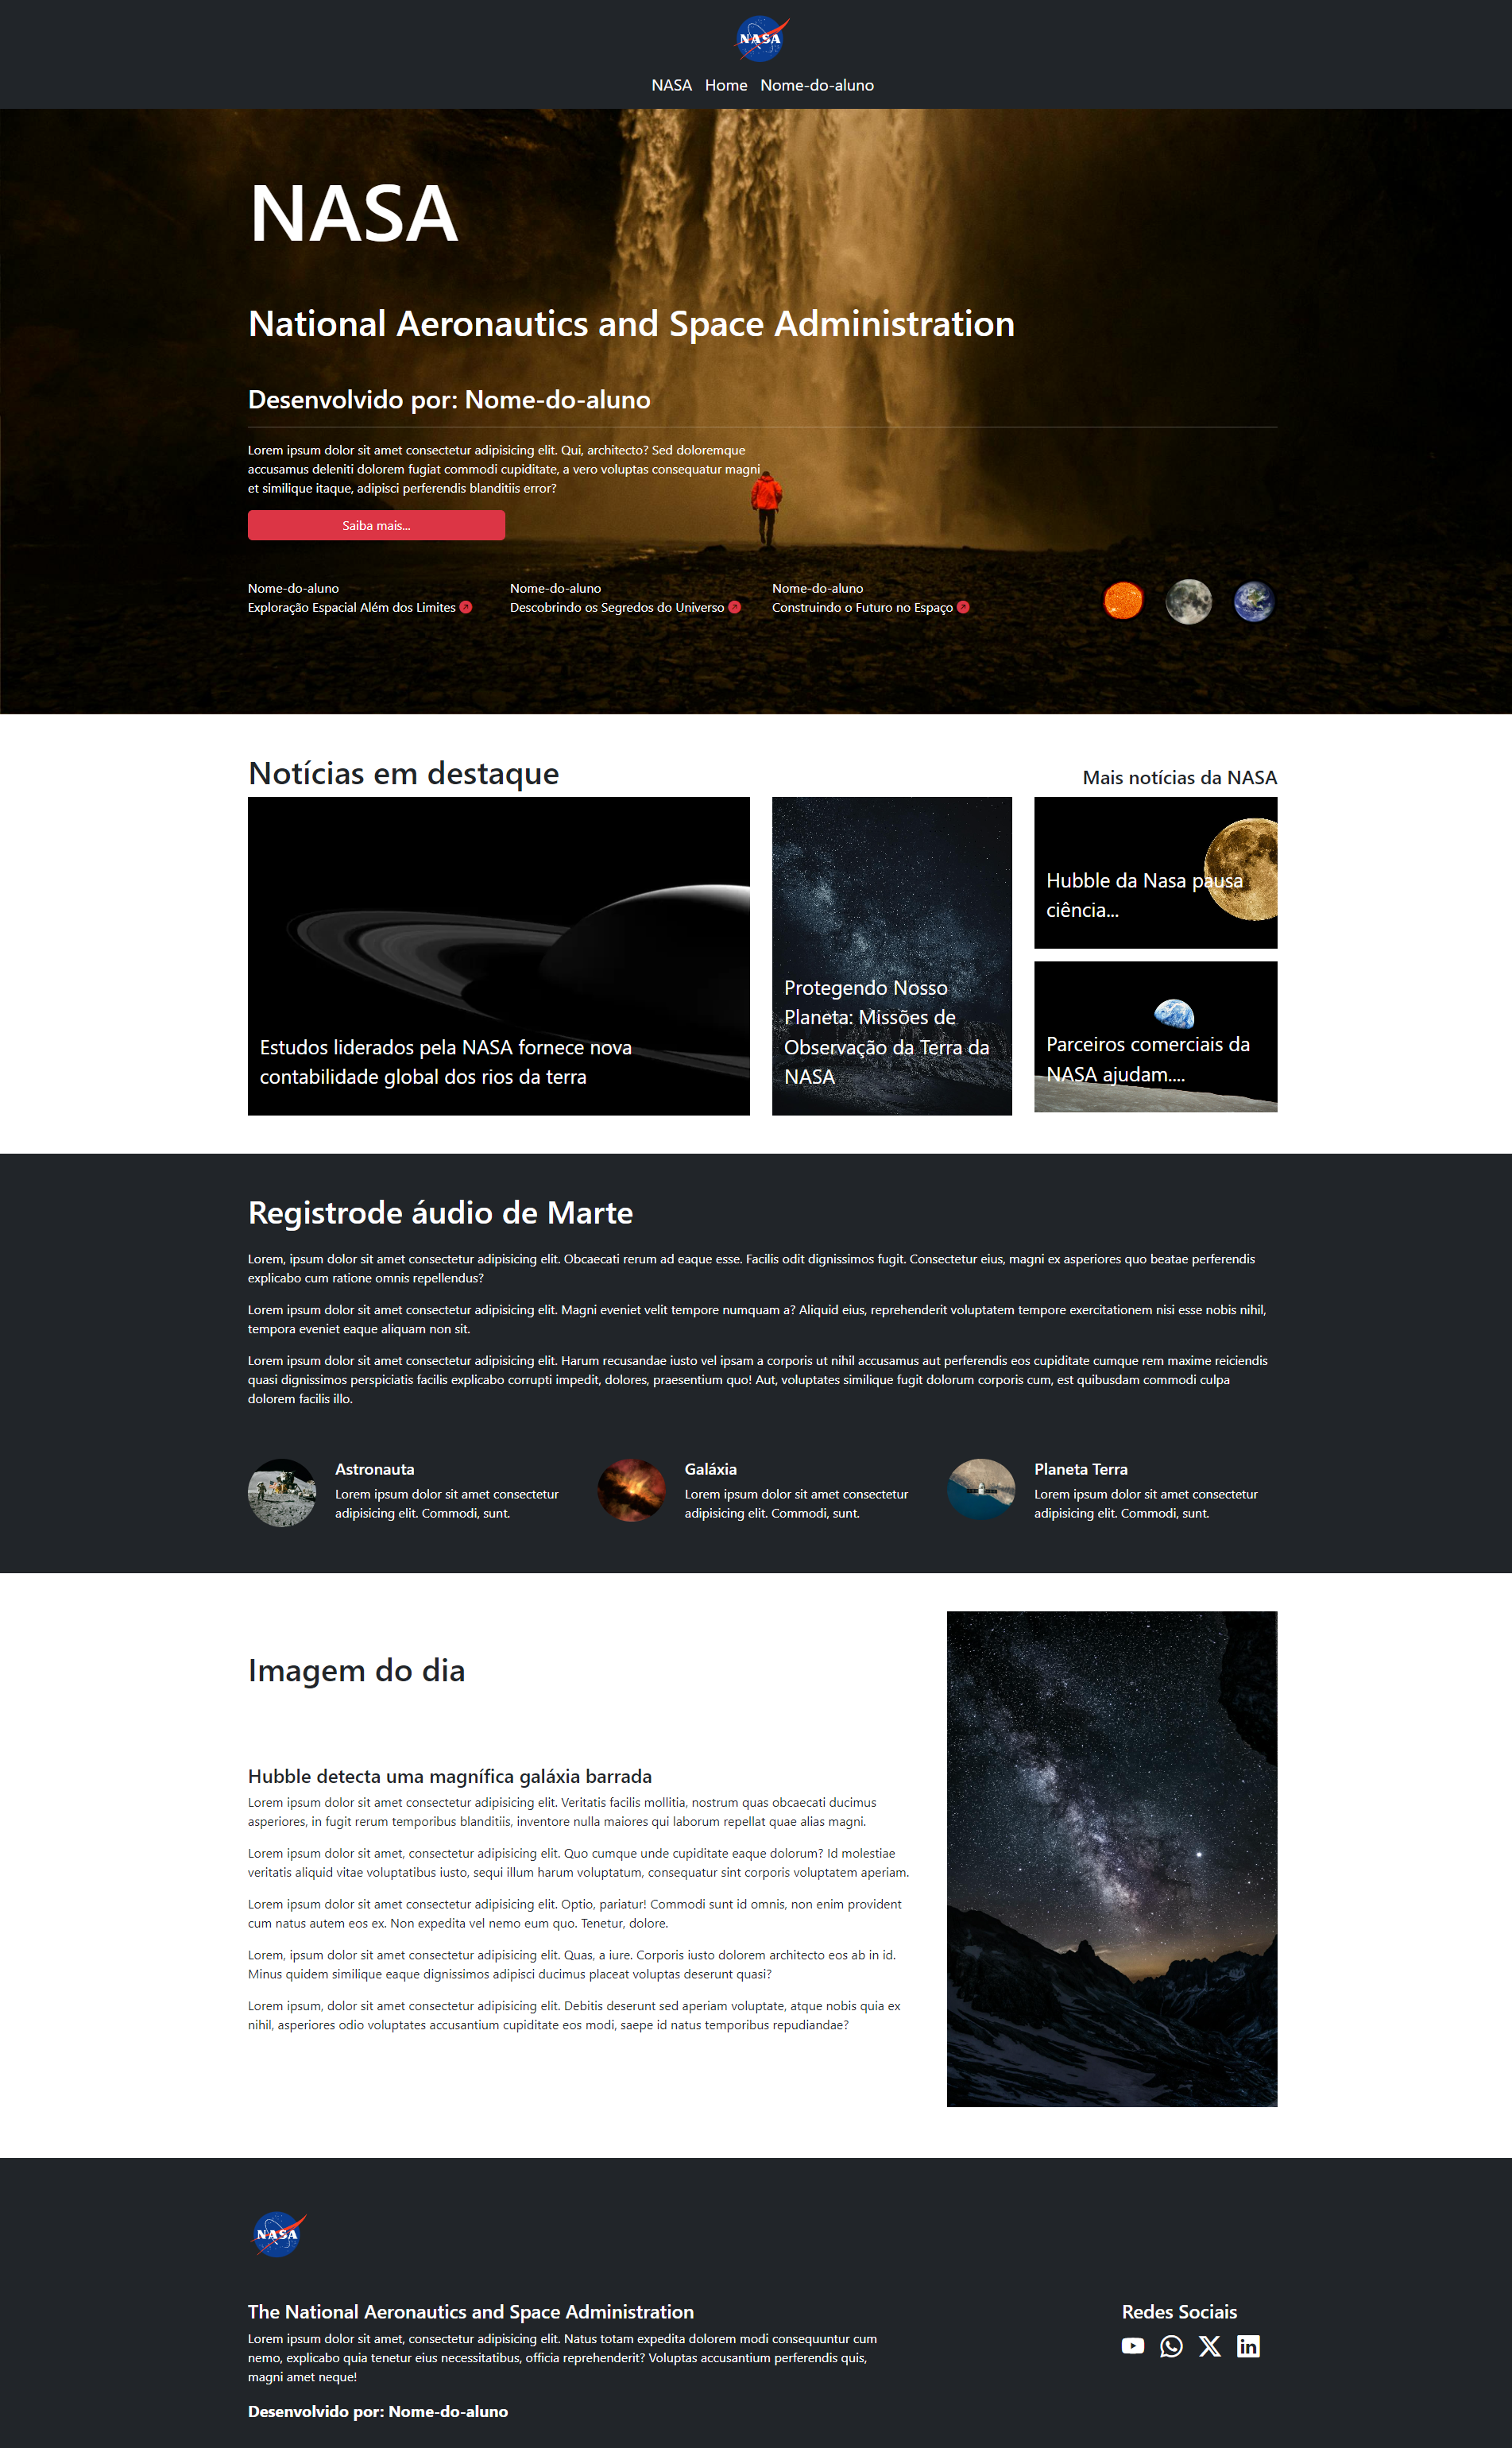 NASA
NASA Home Nome-do-aluno
NASA
National Aeronautics and Space Administration
Desenvolvido por: Nome-do-aluno
Lorem ipsum dolor sit amet consectetur adipisicing elit. Qui, architecto? Sed doloremque
accusamus deleniti dolorem fugiat commodi cupiditate, a vero voluptas consequatur magni
et similique itaque, adipisci perferendis blanditiis error?
Saiba mais...
Nome-do-aluno
Exploração Espacial Além dos Limites
Nome-do-aluno
Descobrindo os Segredos do Universo
Nome-do-aluno
Construindo o Futuro no Espaço
Notícias em destaque
Mais notícias da NASA
Estudos liderados pela NASA fornece nova
contabilidade global dos rios da terra
Protegendo Nosso
Planeta: Missões de
Observação da Terra da
NASA
Hubble da Nasa pausa
ciência...
Parceiros comerciais da
NASA ajudam....
Registrode áudio de Marte
Lorem, ipsum dolor sit amet consectetur adipisicing elit. Obcaecati rerum ad eaque esse. Facilis odit dignissimos fugit. Consectetur eius, magni ex asperiores quo beatae perferendis
explicabo cum ratione omnis repellendus?
Lorem ipsum dolor sit amet consectetur adipisicing elit. Magni eveniet velit tempore numquam a? Aliquid eius, reprehenderit voluptatem tempore exercitationem nisi esse nobis nihil,
tempora eveniet eaque aliquam non sit.
Lorem ipsum dolor sit amet consectetur adipisicing elit. Harum recusandae iusto vel ipsam a corporis ut nihil accusamus aut perferendis eos cupiditate cumque rem maxime reiciendis
quasi dignissimos perspiciatis facilis explicabo corrupti impedit, dolores, praesentium quo! Aut, voluptates similique fugit dolorum corporis cum, est quibusdam commodi culpa
dolorem facilis illo.
Astronauta
Lorem ipsum dolor sit amet consectetur
adipisicing elit. Commodi, sunt.
Galáxia
Lorem ipsum dolor sit amet consectetur
adipisicing elit. Commodi, sunt.
Planeta Terra
Lorem ipsum dolor sit amet consectetur
adipisicing elit. Commodi, sunt.
Imagem do dia
Hubble detecta uma magnífica galáxia barrada
Lorem ipsum dolor sit amet consectetur adipisicing elit. Veritatis facilis mollitia, nostrum quas obcaecati ducimus
asperiores, in fugit rerum temporibus blanditiis, inventore nulla maiores qui laborum repellat quae alias magni.
Lorem ipsum dolor sit amet, consectetur adipisicing elit. Quo cumque unde cupiditate eaque dolorum? Id molestiae
veritatis aliquid vitae voluptatibus iusto, sequi illum harum voluptatum, consequatur sint corporis voluptatem aperiam.
Lorem ipsum dolor sit amet consectetur adipisicing elit. Optio, pariatur! Commodi sunt id omnis, non enim provident
cum natus autem eos ex. Non expedita vel nemo eum quo. Tenetur, dolore.
Lorem, ipsum dolor sit amet consectetur adipisicing elit. Quas, a iure. Corporis iusto dolorem architecto eos ab in id.
Minus quidem similique eaque dignissimos adipisci ducimus placeat voluptas deserunt quasi?
Lorem ipsum, dolor sit amet consectetur adipisicing elit. Debitis deserunt sed aperiam voluptate, atque nobis quia ex
nihil, asperiores odio voluptates accusantium cupiditate eos modi, saepe id natus temporibus repudiandae?
NASA
The National Aeronautics and Space Administration
Lorem ipsum dolor sit amet, consectetur adipisicing elit. Natus totam expedita dolorem modi consequuntur cum
nemo, explicabo quia tenetur eius necessitatibus, officia reprehenderit? Voluptas accusantium perferendis quis,
magni amet neque!
Desenvolvido por: Nome-do-aluno
Redes Sociais